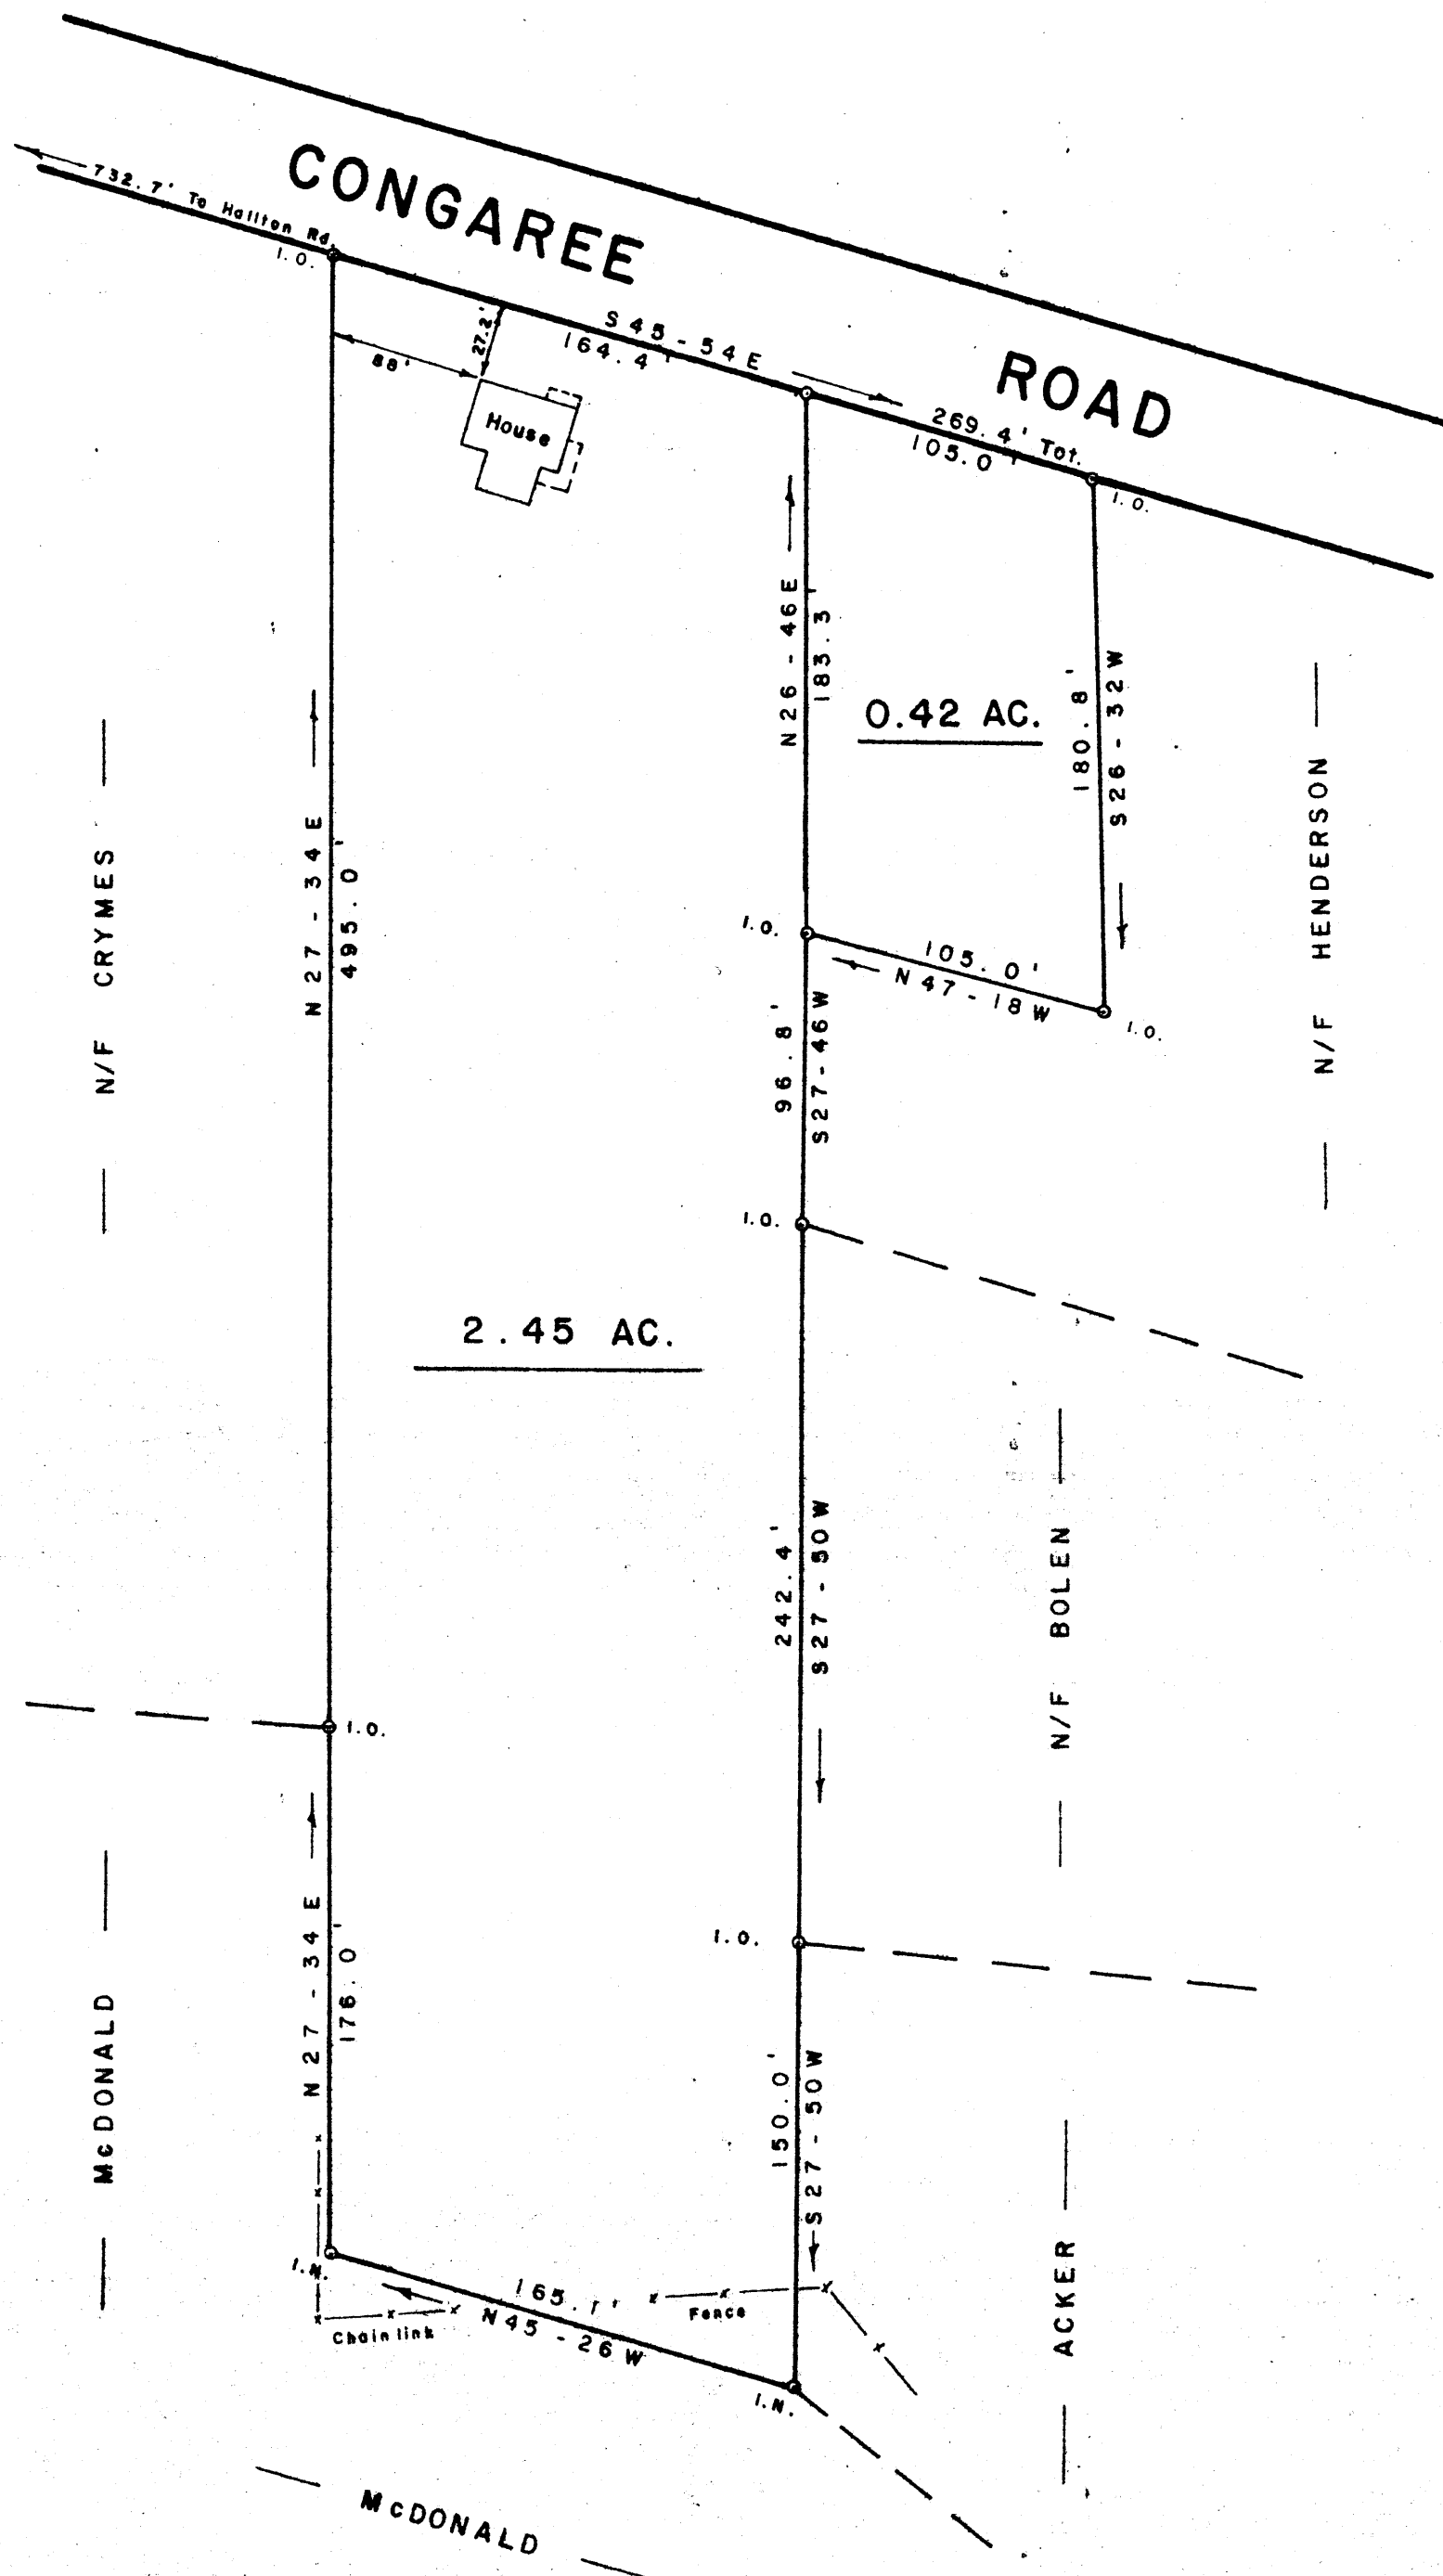 CONGAREE ROAD
732.7' To Hallton Rd.
I.O.
88'
27.2'
House
S 45 - 54 E
164.4'
269.4' Tot.
105.0'
I.O.
N 26 - 46 E
183.3'
0.42 AC.
180.8'
S 26 - 32 W
N/F HENDERSON
N/F CRYMES
N 27 - 34 E
495.0'
I.O.
105.0'
N 47 - 18 W
I.O.
96.8'
S 27 - 46 W
I.O.
2.45 AC.
242.4'
S 27 - 50 W
N/F BOLEN
I.O.
I.O.
McDONALD
N 27 - 34 E
176.0'
150.0'
S 27 - 50 W
ACKER
I.N.
165.1'
N 45 - 26 W
Fence
Chain link
I.N.
McDONALD